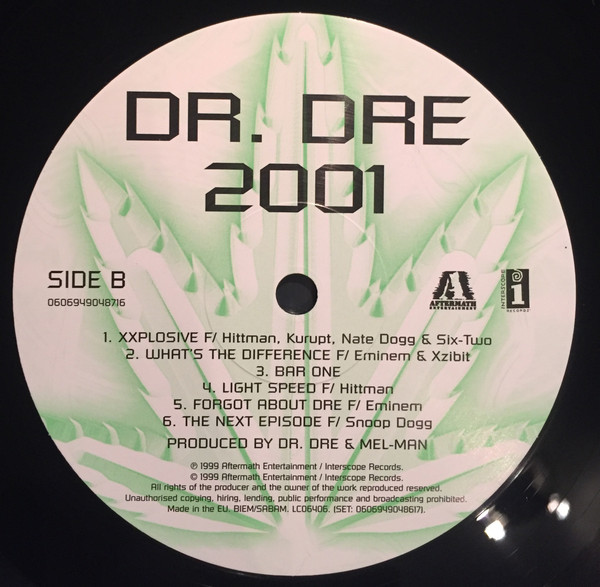 DR. DRE
2001
SIDE B
0606949048716
AFTERMATH
ENTERTAINMENT
INTERSCOPE
RECORDS
1. XXPLOSIVE F/ Hittman, Kurupt, Nate Dogg & Six-Two
2. WHAT'S THE DIFFERENCE F/ Eminem & Xzibit
3. BAR ONE
4. LIGHT SPEED F/ Hittman
5. FORGOT ABOUT DRE F/ Eminem
6. THE NEXT EPISODE F/ Snoop Dogg
PRODUCED BY DR. DRE & MEL-MAN
℗ 1999 Aftermath Entertainment / Interscope Records.
© 1999 Aftermath Entertainment / Interscope Records.
All rights of the producer and the owner of the work reproduced reserved.
Unauthorised copying, hiring, lending, public performance and broadcasting prohibited.
Made in the EU. BIEM/SABAM. LC06406. (SET: 0606949048617).